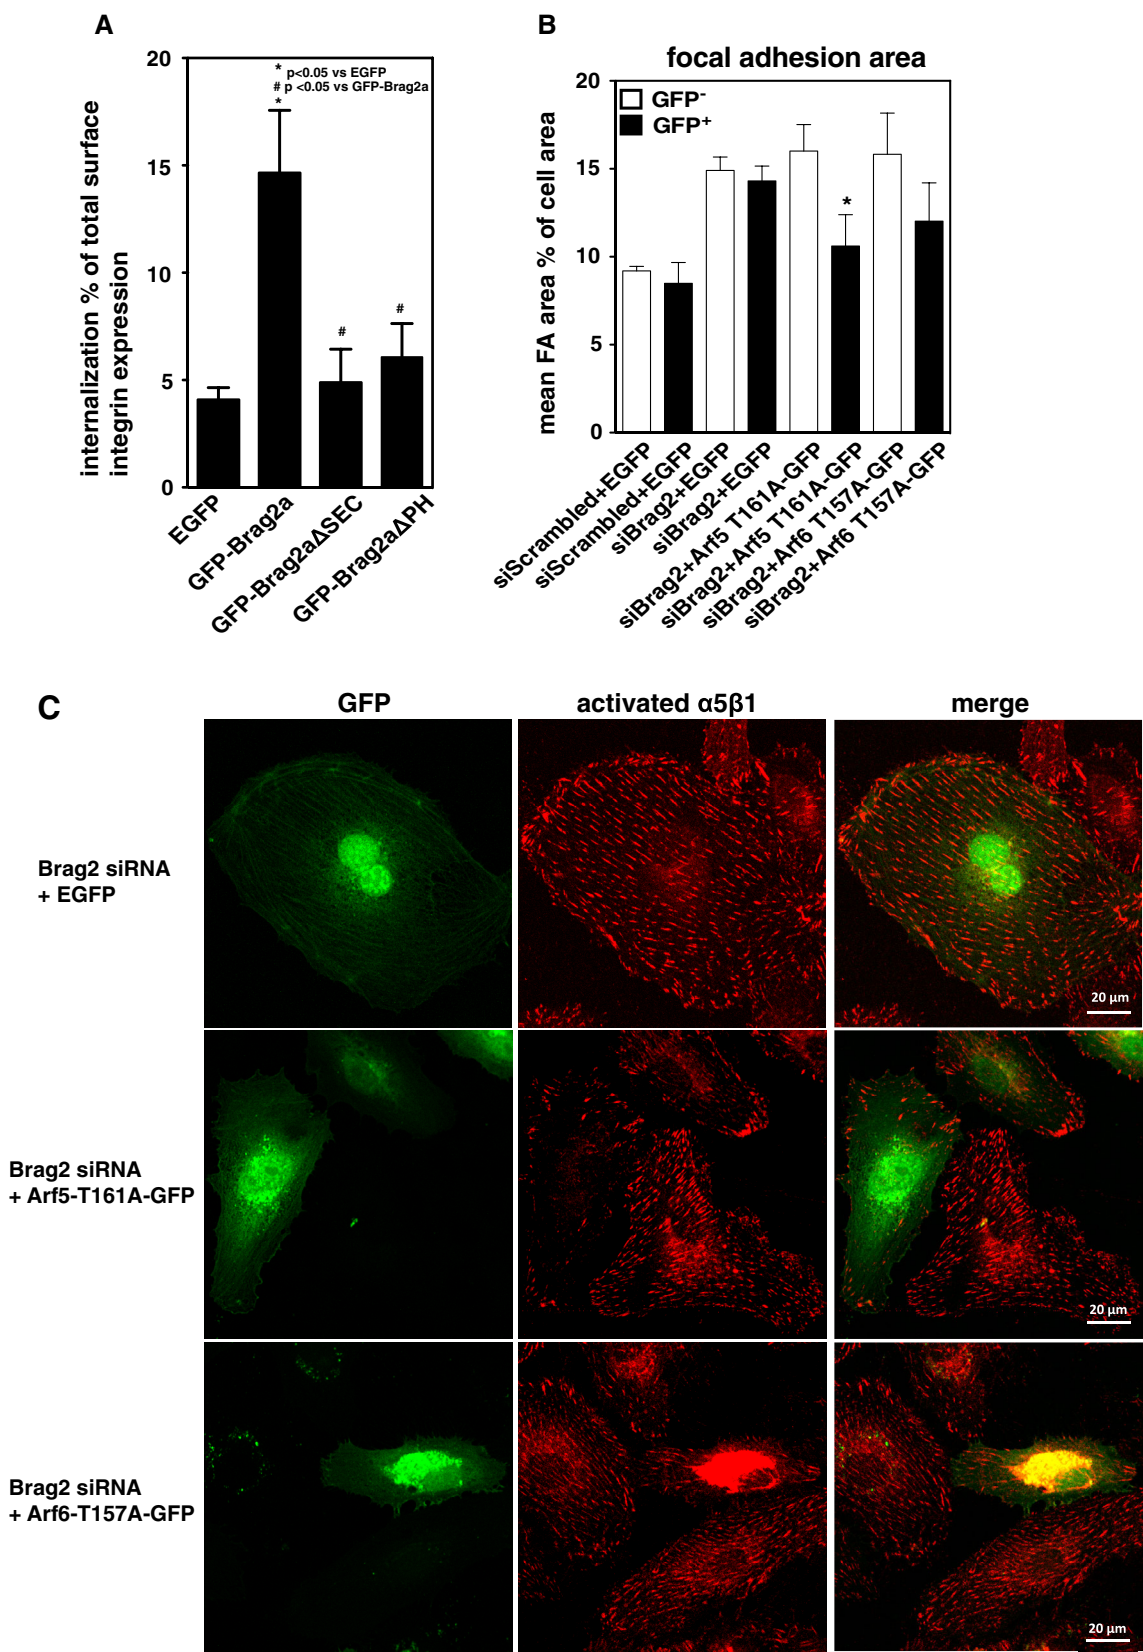 A
internalization % of total surface
integrin expression
20
15
10
5
0
* p<0.05 vs EGFP
# p <0.05 vs GFP-Brag2a
*
#
#
EGFP
GFP-Brag2a
GFP-Brag2aΔSEC
GFP-Brag2aΔPH
B
focal adhesion area
mean FA area % of cell area
20
15
10
5
0
GFP-
GFP+
*
siScrambled+EGFP
siScrambled+EGFP
siBrag2+EGFP
siBrag2+EGFP
siBrag2+Arf5 T161A-GFP
siBrag2+Arf5 T161A-GFP
siBrag2+Arf6 T157A-GFP
siBrag2+Arf6 T157A-GFP
C
GFP
activated α5β1
merge
Brag2 siRNA
+ EGFP
20 µm
Brag2 siRNA
+ Arf5-T161A-GFP
20 µm
Brag2 siRNA
+ Arf6-T157A-GFP
20 µm